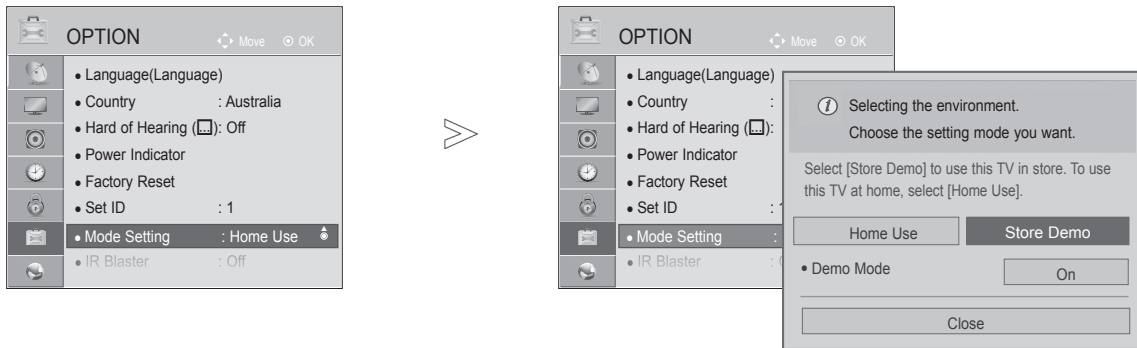 OPTION
Move OK
• Language(Language)
• Country : Australia
• Hard of Hearing ( ): Off
• Power Indicator
• Factory Reset
• Set ID : 1
• Mode Setting : Home Use
• IR Blaster : Off
OPTION
Move OK
• Language(Language)
• Country :
• Hard of Hearing ( ):
• Power Indicator
• Factory Reset
• Set ID :
• Mode Setting :
• IR Blaster :
Selecting the environment.
Choose the setting mode you want.
Select [Store Demo] to use this TV in store. To use
this TV at home, select [Home Use].
Home Use Store Demo
• Demo Mode On
Close